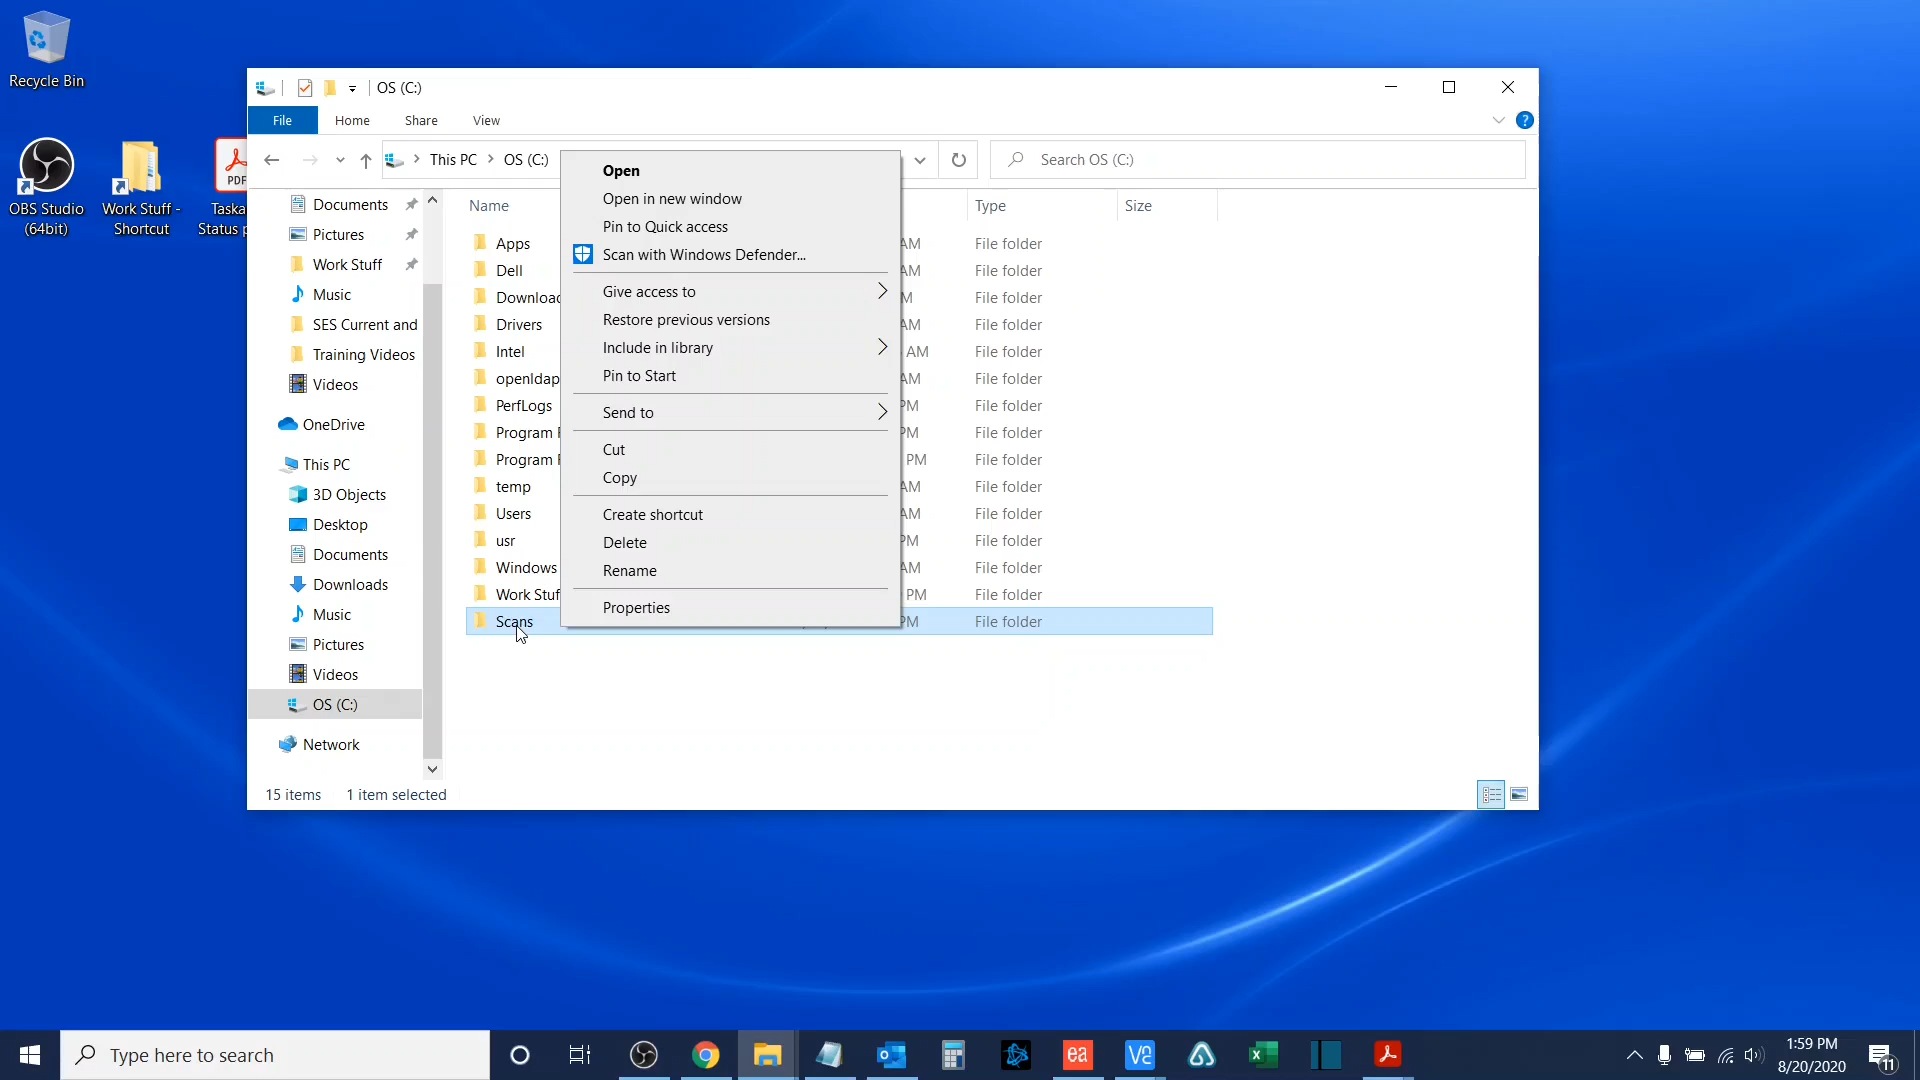 Recycle Bin
OBS Studio
(64bit)
Work Stuff -
Shortcut
PDF
Taska
Status p
OS (C:)
File
Home
Share
View
?
This PC
OS (C:)
Search OS (C:)
Documents
Pictures
Work Stuff
Music
SES Current and
Training Videos
Videos
OneDrive
This PC
3D Objects
Desktop
Documents
Downloads
Music
Pictures
Videos
OS (C:)
Network
Name
Type
Size
Apps AM File folder
Dell AM File folder
Downloac M File folder
Drivers AM File folder
Intel AM File folder
openldap AM File folder
PerfLogs PM File folder
Program F PM File folder
Program F PM File folder
temp AM File folder
Users AM File folder
usr PM File folder
Windows AM File folder
Work Stuf PM File folder
Scans PM File folder
Open
Open in new window
Pin to Quick access
Scan with Windows Defender...
Give access to
Restore previous versions
Include in library
Pin to Start
Send to
Cut
Copy
Create shortcut
Delete
Rename
Properties
15 items
1 item selected
Type here to search
ea
1:59 PM
8/20/2020
11